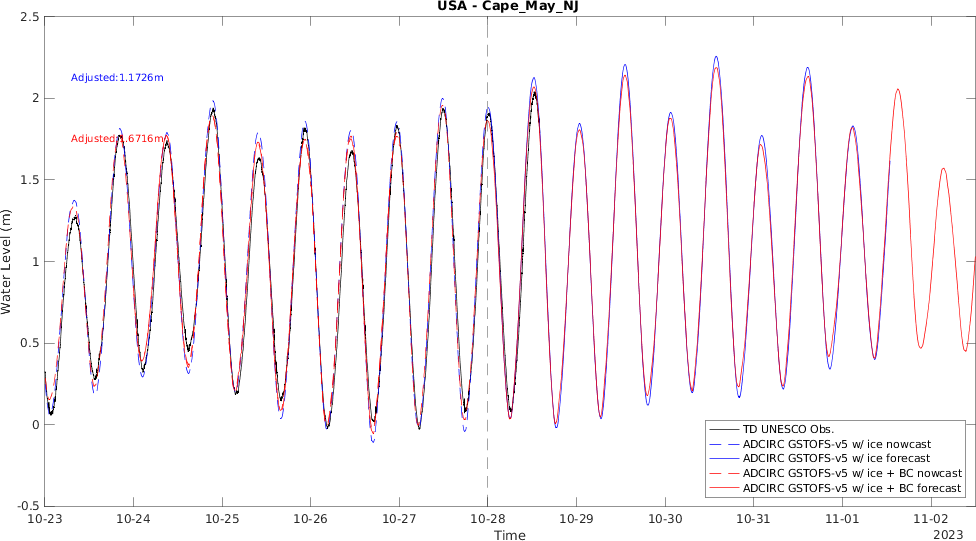 USA - Cape_May_NJ
2.5
2
1.5
1
0.5
0
-0.5
Water Level (m)
Adjusted:1.1726m
Adjusted:1.6716m
TD UNESCO Obs.
ADCIRC GSTOFS-v5 w/ ice nowcast
ADCIRC GSTOFS-v5 w/ ice forecast
ADCIRC GSTOFS-v5 w/ ice + BC nowcast
ADCIRC GSTOFS-v5 w/ ice + BC forecast
10-23 10-24 10-25 10-26 10-27 10-28 10-29 10-30 10-31 11-01 11-02
Time
2023